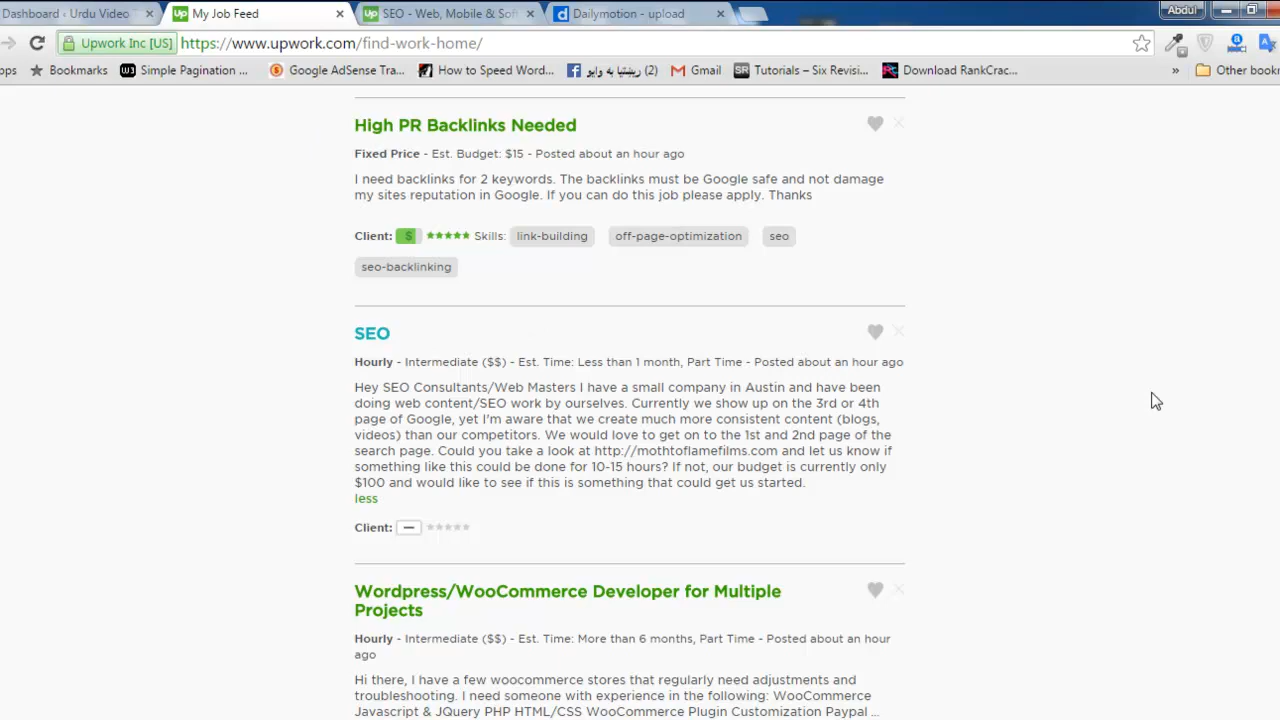 Dashboard ‹ Urdu Video
My Job Feed
SEO - Web, Mobile & Sof
Dailymotion - upload
Abdul
Upwork Inc [US]
https://www.upwork.com/find-work-home/
pps
Bookmarks
Simple Pagination ...
Google AdSense Tra...
How to Speed Word...
(2)
Gmail
Tutorials – Six Revisi...
Download RankCrac...
»
Other bookm
High PR Backlinks Needed
Fixed Price - Est. Budget: $15 - Posted about an hour ago
I need backlinks for 2 keywords. The backlinks must be Google safe and not damage
my sites reputation in Google. If you can do this job please apply. Thanks
Client: $ Skills: link-building off-page-optimization seo
seo-backlinking
SEO
Hourly - Intermediate ($$) - Est. Time: Less than 1 month, Part Time - Posted about an hour ago
Hey SEO Consultants/Web Masters I have a small company in Austin and have been
doing web content/SEO work by ourselves. Currently we show up on the 3rd or 4th
page of Google, yet I'm aware that we create much more consistent content (blogs,
videos) than our competitors. We would love to get on to the 1st and 2nd page of the
search page. Could you take a look at http://mothtoflamefilms.com and let us know if
something like this could be done for 10-15 hours? If not, our budget is currently only
$100 and would like to see if this is something that could get us started.
less
Client:
Wordpress/WooCommerce Developer for Multiple
Projects
Hourly - Intermediate ($$) - Est. Time: More than 6 months, Part Time - Posted about an hour
ago
Hi there, I have a few woocommerce stores that regularly need adjustments and
troubleshooting. I need someone with experience in the following: WooCommerce
Javascript & JQuery PHP HTML/CSS WooCommerce Plugin Customization Paypal ...